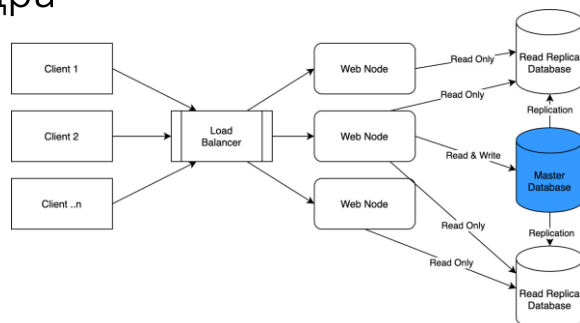 Client 1
Client 2
Client ..n
Load
Balancer
Web Node
Web Node
Web Node
Read Only
Read Only
Read & Write
Read Only
Read Only
Read Replica
Database
Replication
Master
Database
Replication
Read Replica
Database